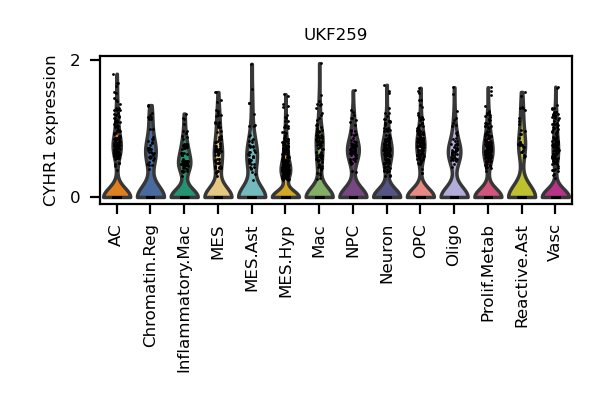 UKF259
CYHR1 expression
2
0
AC
Chromatin.Reg
Inflammatory.Mac
MES
MES.Ast
MES.Hyp
Mac
NPC
Neuron
OPC
Oligo
Prolif.Metab
Reactive.Ast
Vasc